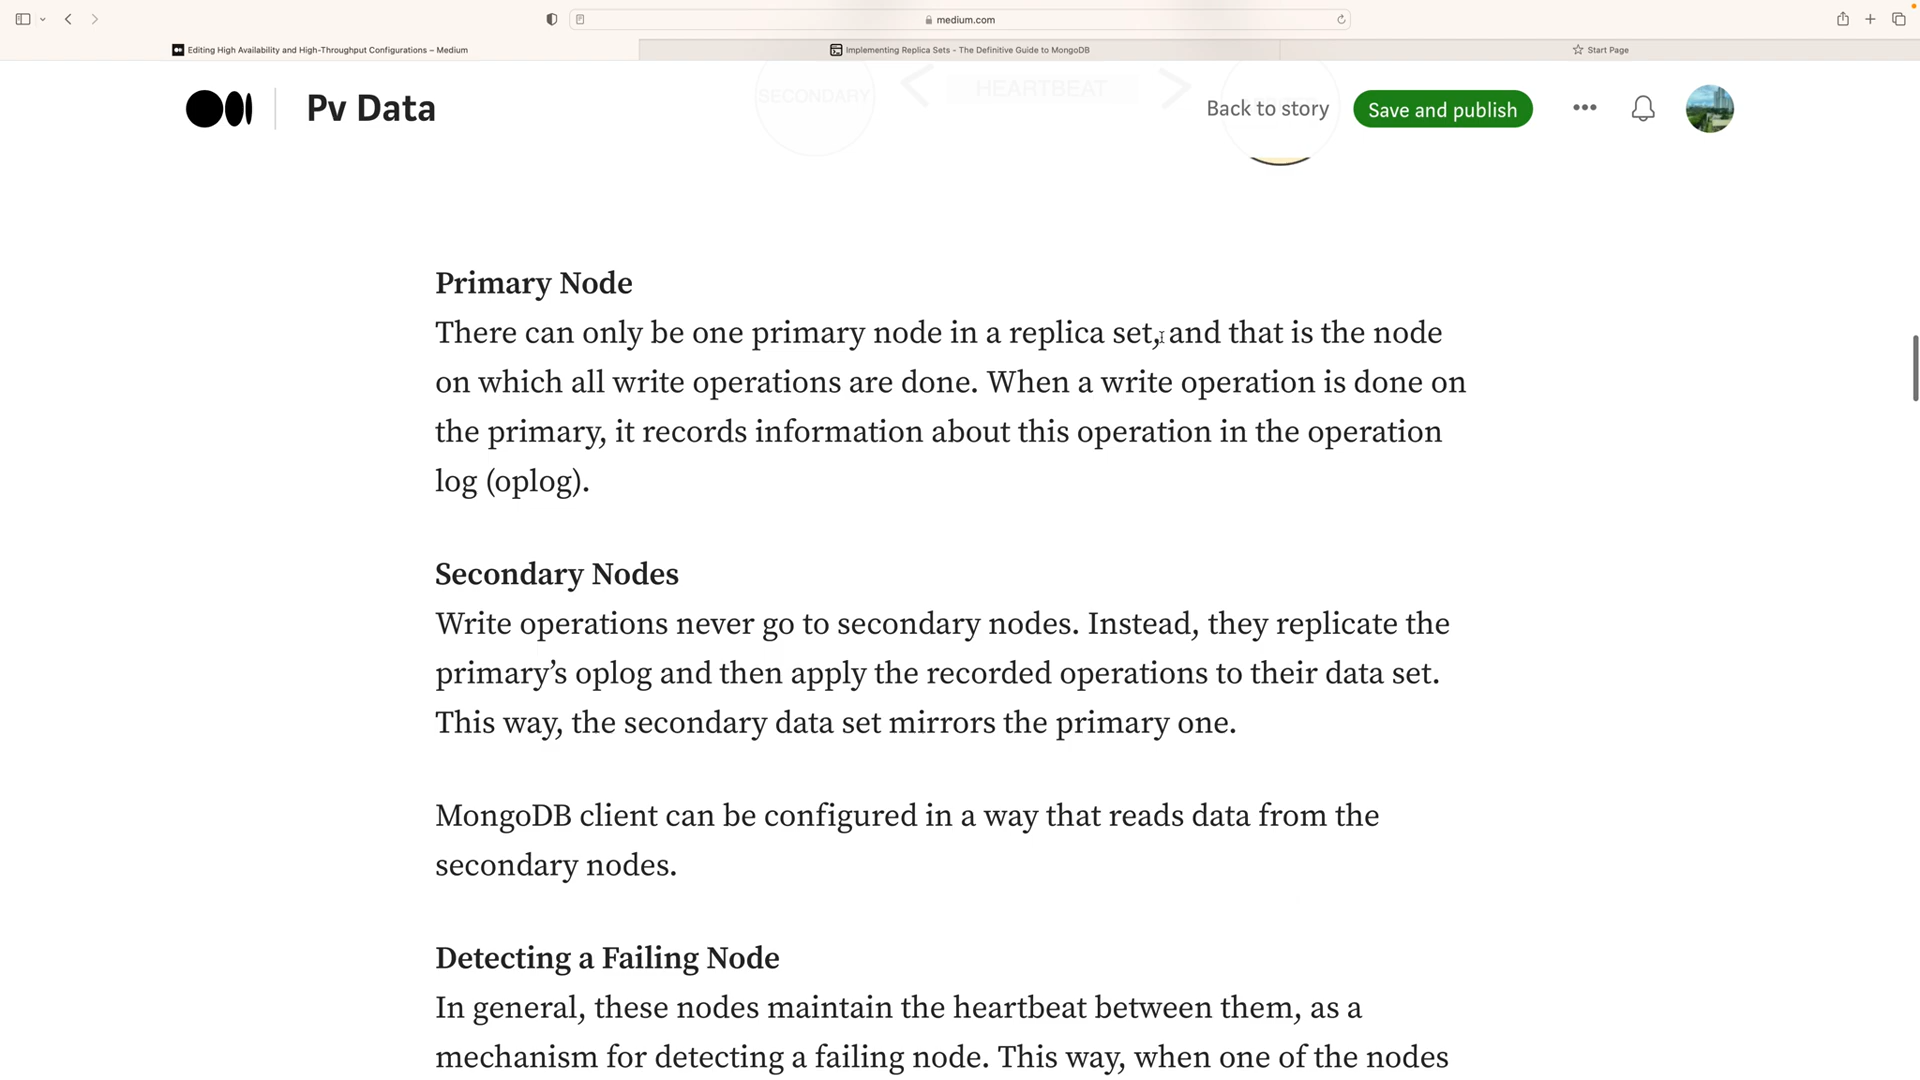 medium.com
Editing High Availability and High-Throughput Configurations – Medium
Implementing Replica Sets - The Definitive Guide to MongoDB
Start Page
SECONDARY
HEARTBEAT
Pv Data
Back to story
Save and publish
Primary Node
There can only be one primary node in a replica set, and that is the node
on which all write operations are done. When a write operation is done on
the primary, it records information about this operation in the operation
log (oplog).
Secondary Nodes
Write operations never go to secondary nodes. Instead, they replicate the
primary’s oplog and then apply the recorded operations to their data set.
This way, the secondary data set mirrors the primary one.
MongoDB client can be configured in a way that reads data from the
secondary nodes.
Detecting a Failing Node
In general, these nodes maintain the heartbeat between them, as a
mechanism for detecting a failing node. This way, when one of the nodes